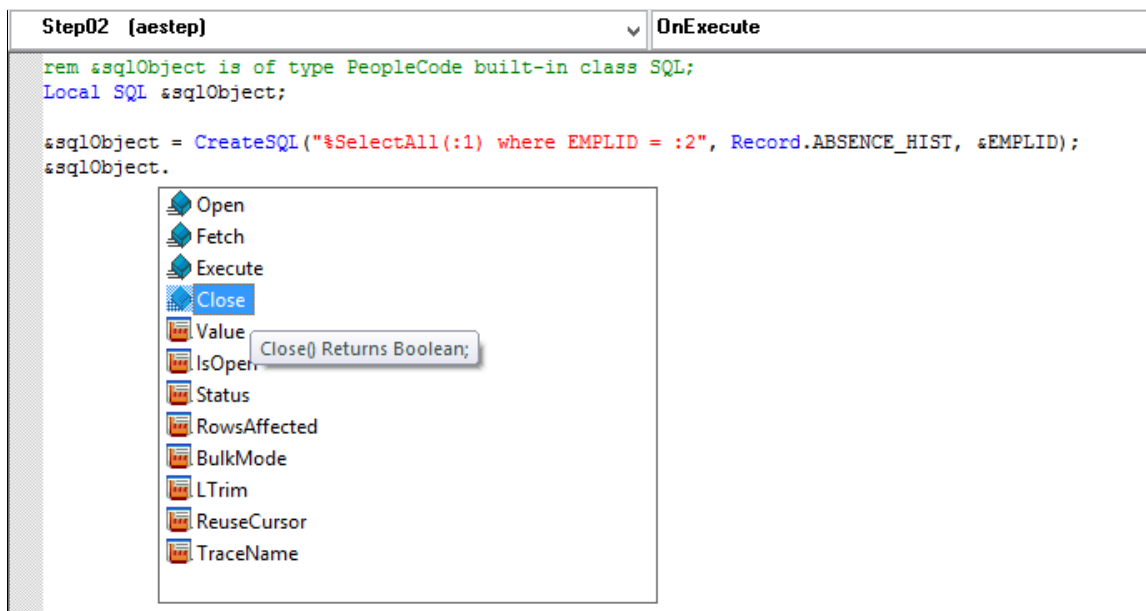 Step02 (aestep) OnExecute
rem &sqlObject is of type PeopleCode built-in class SQL;
Local SQL &sqlObject;
&sqlObject = CreateSQL("%SelectAll(:1) where EMPLID = :2", Record.ABSENCE_HIST, &EMPLID);
&sqlObject.
Open
Fetch
Execute
Close
Value
Close() Returns Boolean;
IsOpen
Status
RowsAffected
BulkMode
LTrim
ReuseCursor
TraceName